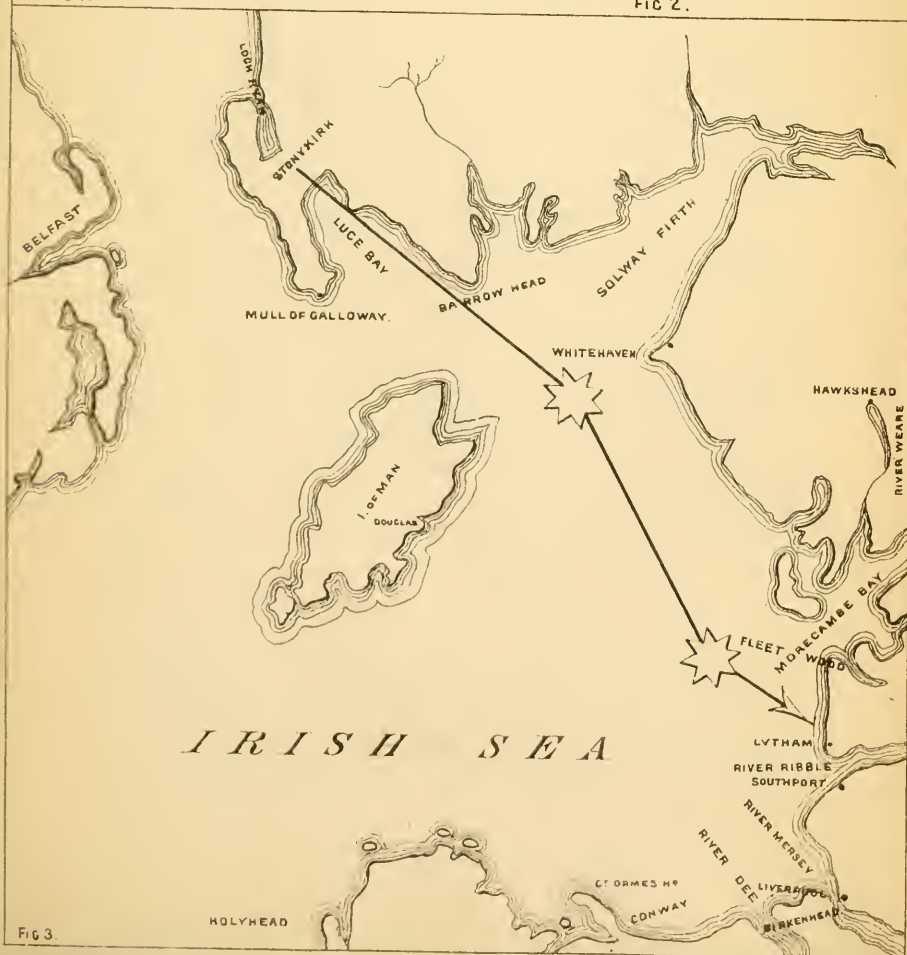 FIG 2.
LOCH RYAN
STONYKIRK
BELFAST
LUCE BAY
SOLWAY FIRTH
BARROW HEAD
MULL OF GALLOWAY.
WHITEHAVEN
HAWKSHEAD
RIVER WEARE
I. OF MAN
DOUGLAS
MORECAMBE BAY
FLEET WOOD
IRISH SEA
LYTHAM
RIVER RIBBLE
SOUTHPORT
RIVER MERSEY
RIVER DEE
GT ORMES HD
LIVERPOOL
CONWAY
BIRKENHEAD
HOLYHEAD
FIG 3.